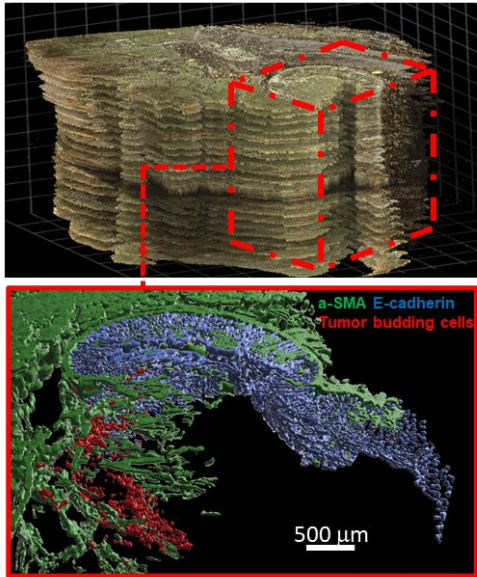 a-SMA E-cadherin
Tumor budding cells
500 μm